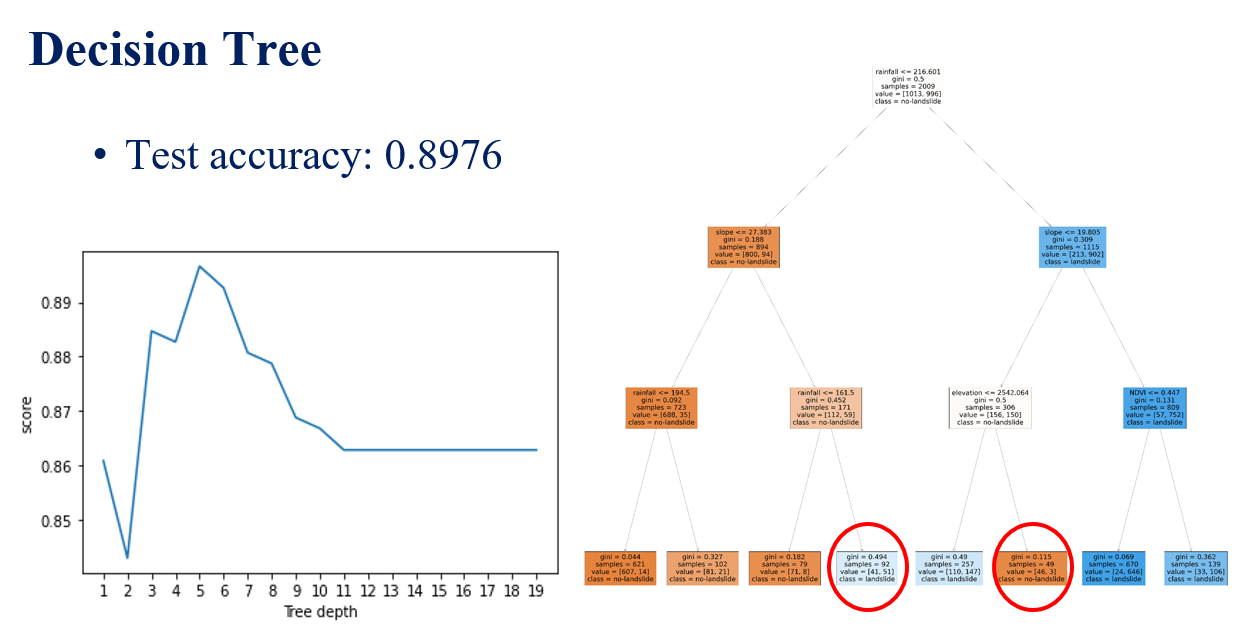 Decision Tree
• Test accuracy: 0.8976
score
0.89
0.88
0.87
0.86
0.85
1 2 3 4 5 6 7 8 9 10 11 12 13 14 15 16 17 18 19
Tree depth
rainfall <= 216.601
gini = 0.5
samples = 2009
value = [1013, 996]
class = no-landslide
slope <= 27.383
gini = 0.188
samples = 894
value = [800, 94]
class = no-landslide
slope <= 19.805
gini = 0.309
samples = 1115
value = [213, 902]
class = landslide
rainfall <= 194.5
gini = 0.092
samples = 723
value = [688, 35]
class = no-landslide
rainfall <= 161.5
gini = 0.452
samples = 171
value = [112, 59]
class = no-landslide
elevation <= 2542.064
gini = 0.5
samples = 306
value = [156, 150]
class = no-landslide
NDVI <= 0.447
gini = 0.131
samples = 809
value = [57, 752]
class = landslide
gini = 0.044
samples = 621
value = [607, 14]
class = no-landslide
gini = 0.327
samples = 102
value = [81, 21]
class = no-landslide
gini = 0.182
samples = 79
value = [71, 8]
class = no-landslide
gini = 0.494
samples = 92
value = [41, 51]
class = landslide
gini = 0.49
samples = 257
value = [110, 147]
class = landslide
gini = 0.115
samples = 49
value = [46, 3]
class = no-landslide
gini = 0.069
samples = 670
value = [24, 646]
class = landslide
gini = 0.362
samples = 139
value = [33, 106]
class = landslide